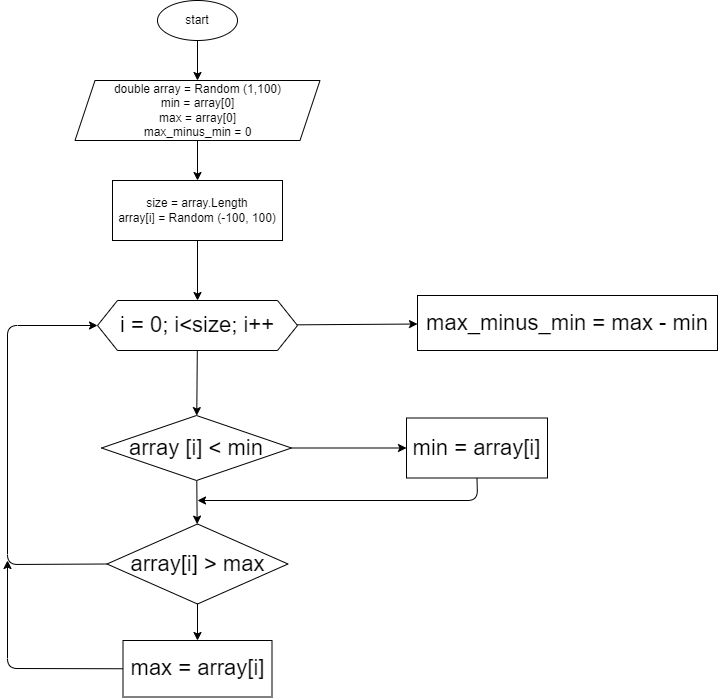 start
double array = Random (1,100)
min = array[0]
max = array[0]
max_minus_min = 0
size = array.Length
array[i] = Random (-100, 100)
i = 0; i<size; i++
max_minus_min = max - min
array [i] < min
min = array[i]
array[i] > max
max = array[i]